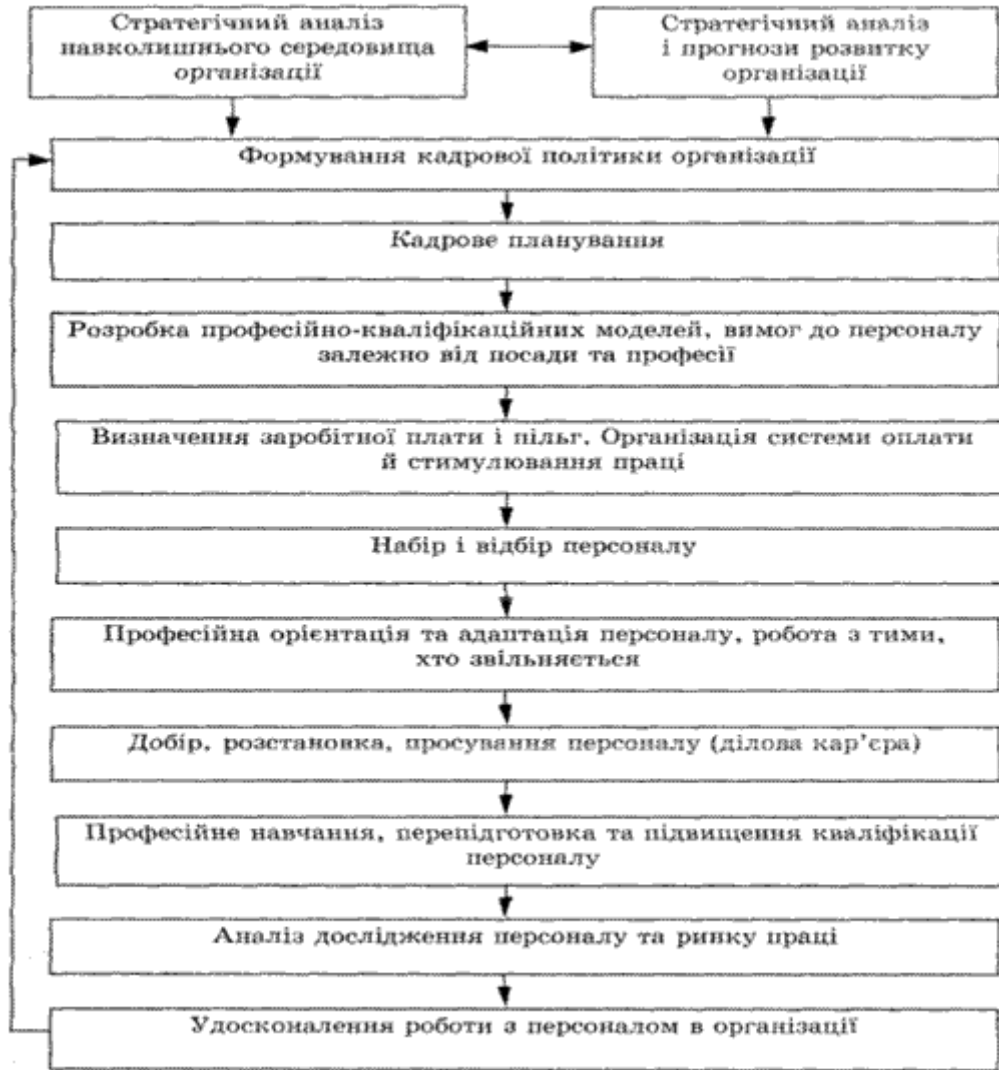 Стратегічний аналіз
навколишнього середовища
організації
Стратегічний аналіз
і прогнози розвитку
організації
Формування кадрової політики організації
Кадрове планування
Розробка професійно-кваліфікаційних моделей, вимог до персоналу
залежно від посади та професії
Визначення заробітної плати і пільг. Організація системи оплати
й стимулювання праці
Набір і відбір персоналу
Професійна орієнтація та адаптація персоналу, робота з тими,
хто звільняється
Добір, розстановка, просування персоналу (ділова кар’єра)
Професійне навчання, перепідготовка та підвищення кваліфікації
персоналу
Аналіз дослідження персоналу та ринку праці
Удосконалення роботи з персоналом в організації